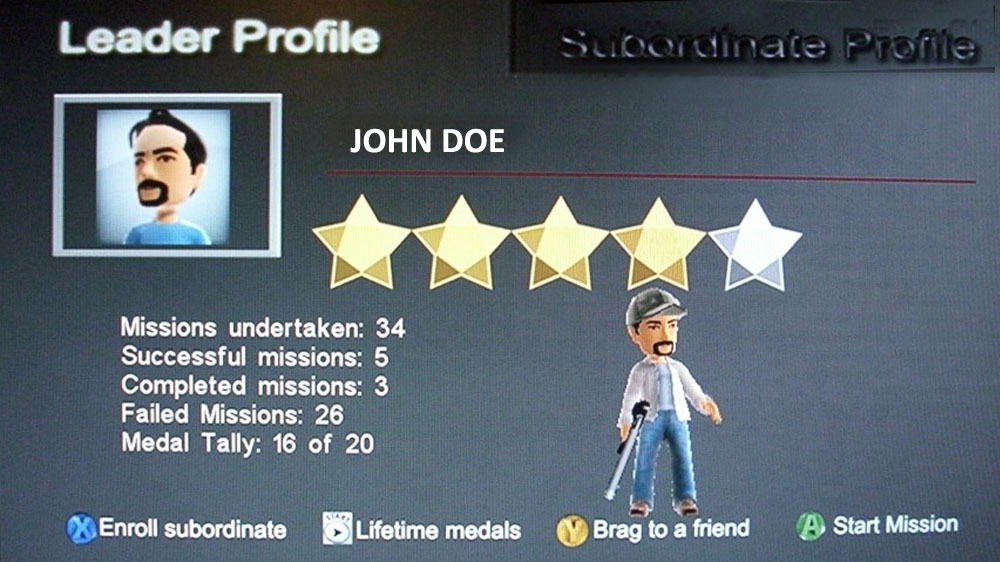 Leader Profile
Subordinate Profile
JOHN DOE
Missions undertaken: 34
Successful missions: 5
Completed missions: 3
Failed Missions: 26
Medal Tally: 16 of 20
X Enroll subordinate
START Lifetime medals
Y Brag to a friend
A Start Mission